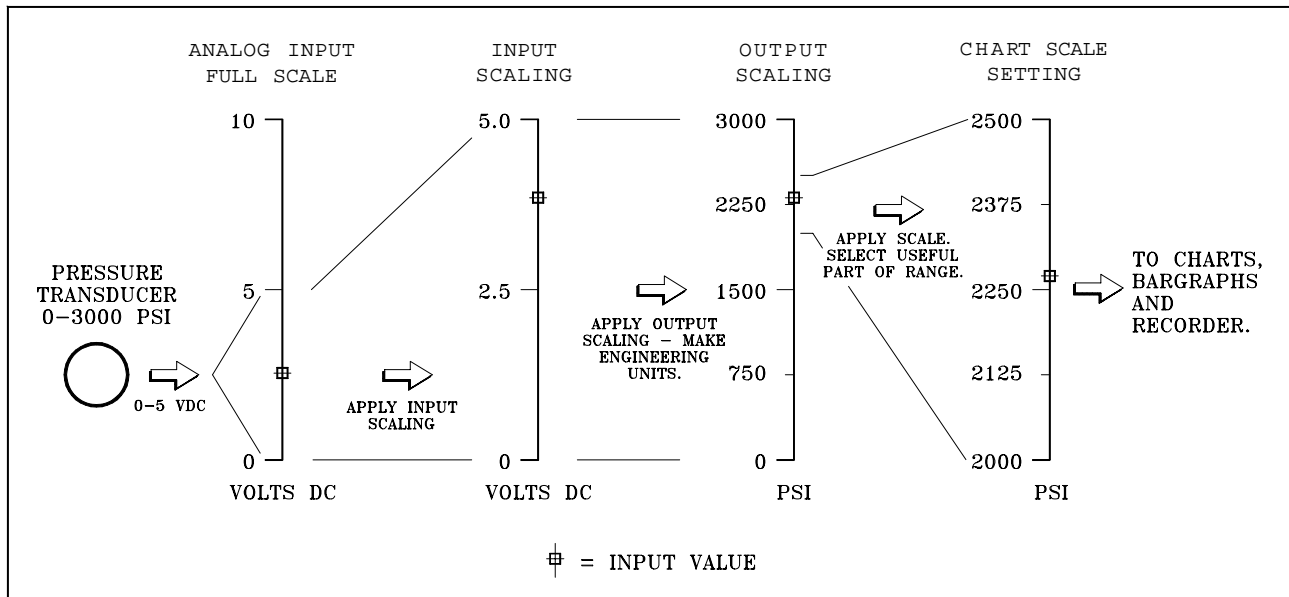 ANALOG INPUT
FULL SCALE
INPUT
SCALING
OUTPUT
SCALING
CHART SCALE
SETTING
10
5
0
VOLTS DC
PRESSURE
TRANSDUCER
0-3000 PSI
0-5 VDC
APPLY INPUT
SCALING
5.0
2.5
0
VOLTS DC
APPLY OUTPUT
SCALING - MAKE
ENGINEERING
UNITS.
3000
2250
1500
750
0
PSI
APPLY SCALE.
SELECT USEFUL
PART OF RANGE.
2500
2375
2250
2125
2000
PSI
TO CHARTS,
BARGRAPHS
AND
RECORDER.
= INPUT VALUE